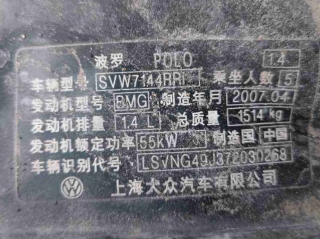 波罗 POLO 1.4
车辆型号 SVW7144RRi 乘坐人数 5
发动机型号 BMG 制造年月 2007.04
发动机排量 1.4 L 总质量 1514 kg
发动机额定功率 55kW 制造国 中国
车辆识别代号 LSVNG49J372030268
上海大众汽车有限公司